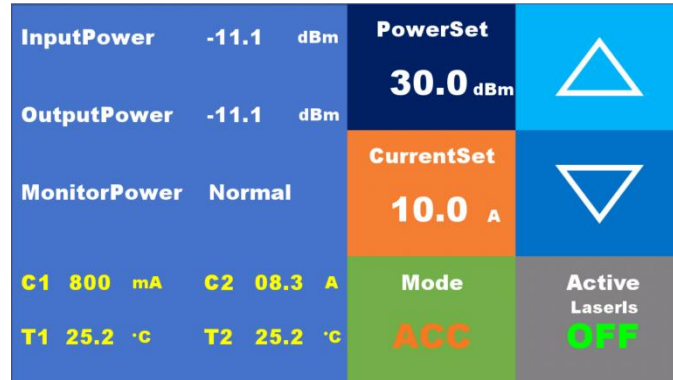 InputPower -11.1 dBm
OutputPower -11.1 dBm
MonitorPower Normal
C1 800 mA C2 08.3 A
T1 25.2 °C T2 25.2 °C
PowerSet
30.0 dBm
CurrentSet
10.0 A
Mode
ACC
Active
LaserIs
OFF